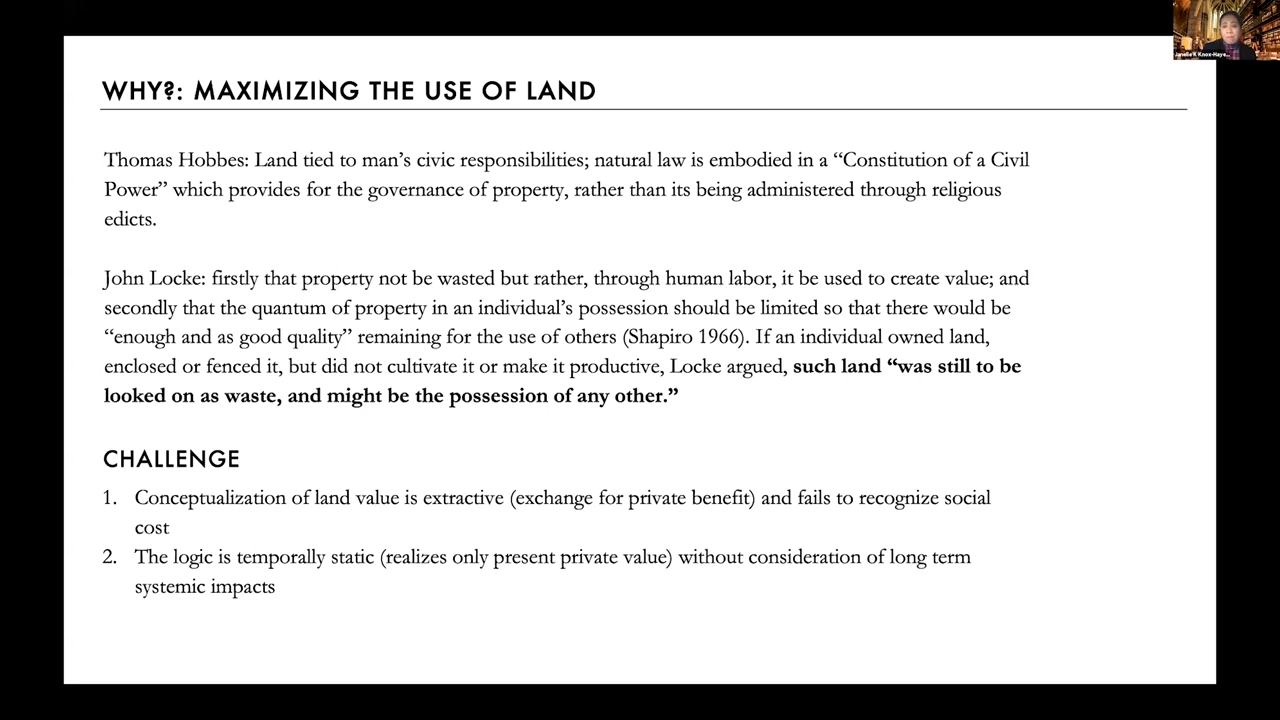 Janelle K Knox-Haye...
WHY?: MAXIMIZING THE USE OF LAND
Thomas Hobbes: Land tied to man’s civic responsibilities; natural law is embodied in a “Constitution of a Civil
Power” which provides for the governance of property, rather than its being administered through religious
edicts.
John Locke: firstly that property not be wasted but rather, through human labor, it be used to create value; and
secondly that the quantum of property in an individual’s possession should be limited so that there would be
“enough and as good quality” remaining for the use of others (Shapiro 1966). If an individual owned land,
enclosed or fenced it, but did not cultivate it or make it productive, Locke argued, such land “was still to be
looked on as waste, and might be the possession of any other.”
CHALLENGE
1. Conceptualization of land value is extractive (exchange for private benefit) and fails to recognize social
cost
2. The logic is temporally static (realizes only present private value) without consideration of long term
systemic impacts